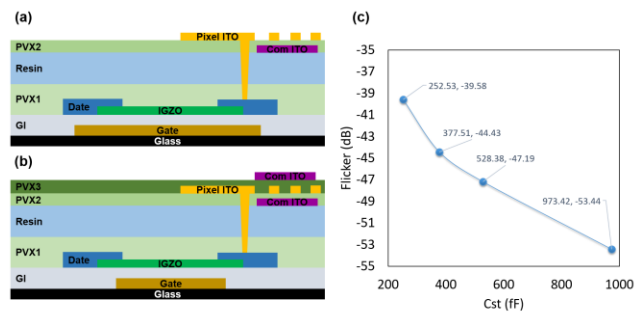 (a)
Pixel ITO
PVX2
Com ITO
Resin
PVX1
Date
IGZO
GI
Gate
Glass
(b)
Com ITO
PVX3
Pixel ITO
PVX2
Com ITO
Resin
PVX1
Date
IGZO
GI
Gate
Glass
(c)
-35
-37
-39
-41
-43
-45
-47
-49
-51
-53
-55
Flicker (dB)
252.53, -39.58
377.51, -44.43
528.38, -47.19
973.42, -53.44
200 400 600 800 1000
Cst (fF)